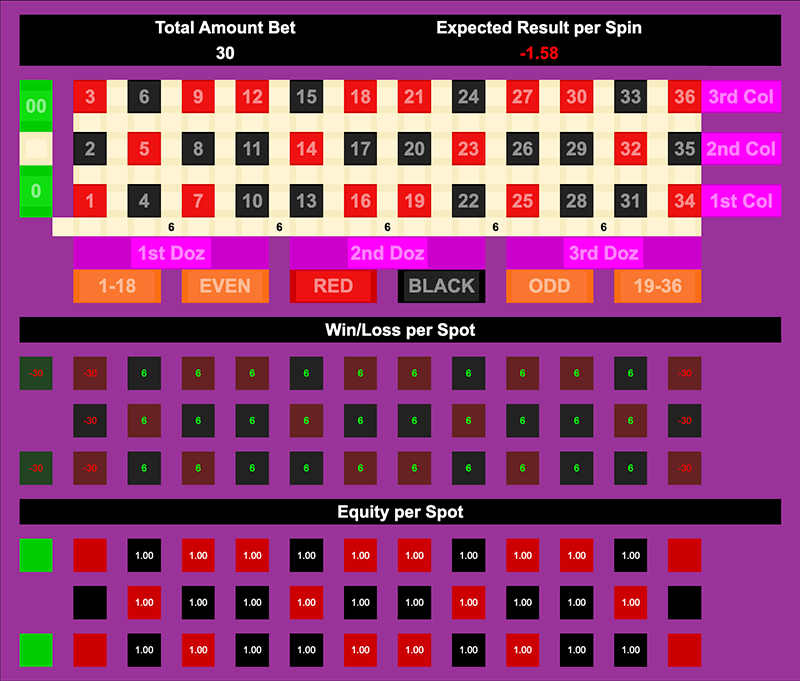 Total Amount Bet Expected Result per Spin
30 -1.58
00 3 6 9 12 15 18 21 24 27 30 33 36 3rd Col
2 5 8 11 14 17 20 23 26 29 32 35 2nd Col
0 1 4 7 10 13 16 19 22 25 28 31 34 1st Col
6 6 6 6 6
1st Doz 2nd Doz 3rd Doz
1-18 EVEN RED BLACK ODD 19-36
Win/Loss per Spot
-30 -30 6 6 6 6 6 6 6 6 6 6 -30
-30 6 6 6 6 6 6 6 6 6 6 -30
-30 -30 6 6 6 6 6 6 6 6 6 6 -30
Equity per Spot
1.00 1.00 1.00 1.00 1.00 1.00 1.00 1.00 1.00 1.00
1.00 1.00 1.00 1.00 1.00 1.00 1.00 1.00 1.00 1.00
1.00 1.00 1.00 1.00 1.00 1.00 1.00 1.00 1.00 1.00